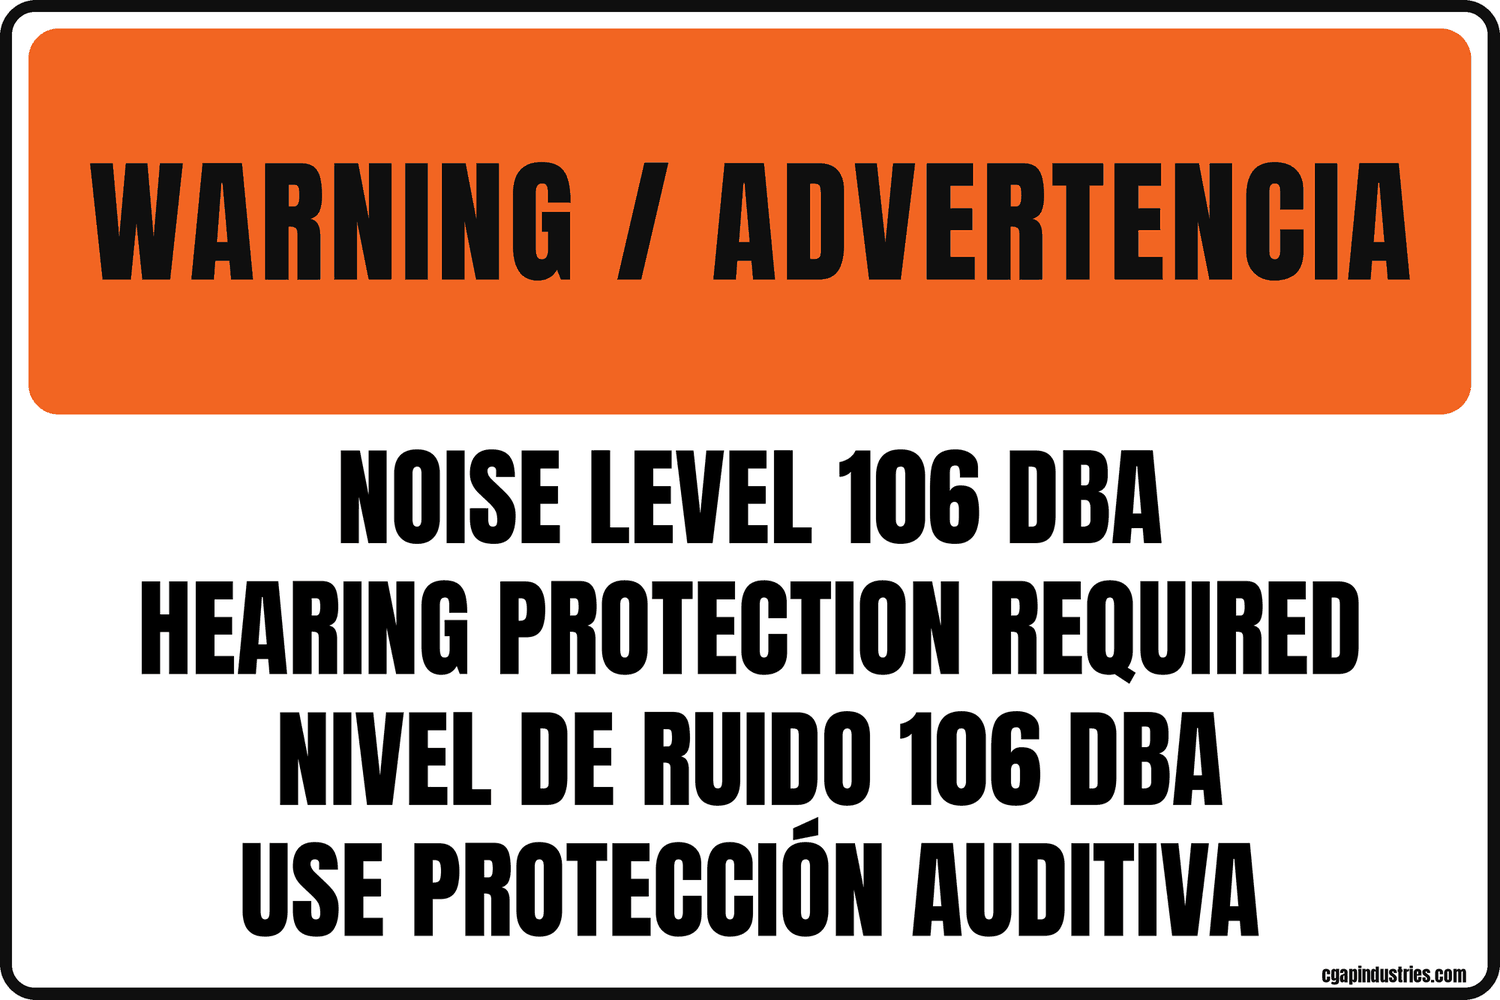 WARNING / ADVERTENCIA
NOISE LEVEL 106 DBA
HEARING PROTECTION REQUIRED
NIVEL DE RUIDO 106 DBA
USE PROTECCIÓN AUDITIVA
cgapindustries.com